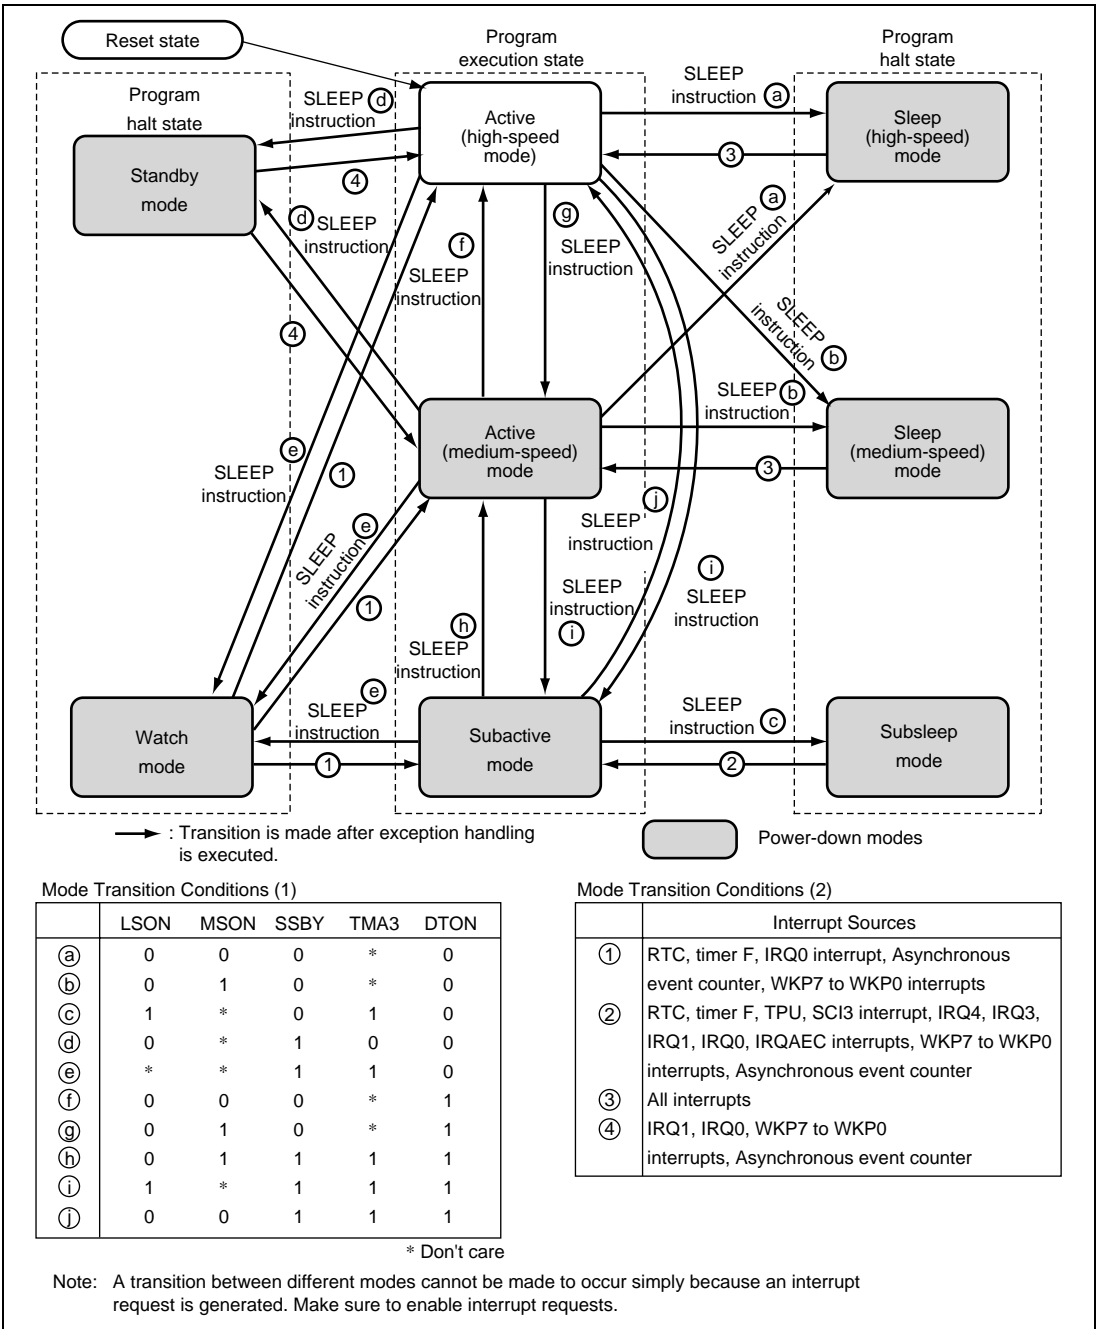 Reset state
Program
execution state
Program
halt state
Program
halt state
SLEEP d
instruction
Active
(high-speed
mode)
SLEEP
instruction a
Sleep
(high-speed)
mode
3
Standby
mode
4
d SLEEP
instruction
f
SLEEP
instruction
g
SLEEP
instruction
a
SLEEP
instruction
SLEEP
instruction
b
4
Active
(medium-speed)
mode
SLEEP b
instruction
Sleep
(medium-speed)
mode
3
e
SLEEP
instruction
1
j
SLEEP
instruction
e
SLEEP
instruction
1
i
SLEEP
instruction
SLEEP
instruction
i
h
SLEEP
instruction
e
SLEEP
instruction
Watch
mode
1
Subactive
mode
SLEEP
instruction c
2
Subsleep
mode
: Transition is made after exception handling
is executed.
Power-down modes
Mode Transition Conditions (1)
LSON MSON SSBY TMA3 DTON
a 0 0 0 * 0
b 0 1 0 * 0
c 1 * 0 1 0
d 0 * 1 0 0
e * * 1 1 0
f 0 0 0 * 1
g 0 1 0 * 1
h 0 1 1 1 1
i 1 * 1 1 1
j 0 0 1 1 1
* Don't care
Mode Transition Conditions (2)
Interrupt Sources
1 RTC, timer F, IRQ0 interrupt, Asynchronous
event counter, WKP7 to WKP0 interrupts
2 RTC, timer F, TPU, SCI3 interrupt, IRQ4, IRQ3,
IRQ1, IRQ0, IRQAEC interrupts, WKP7 to WKP0
interrupts, Asynchronous event counter
3 All interrupts
4 IRQ1, IRQ0, WKP7 to WKP0
interrupts, Asynchronous event counter
Note: A transition between different modes cannot be made to occur simply because an interrupt
request is generated. Make sure to enable interrupt requests.